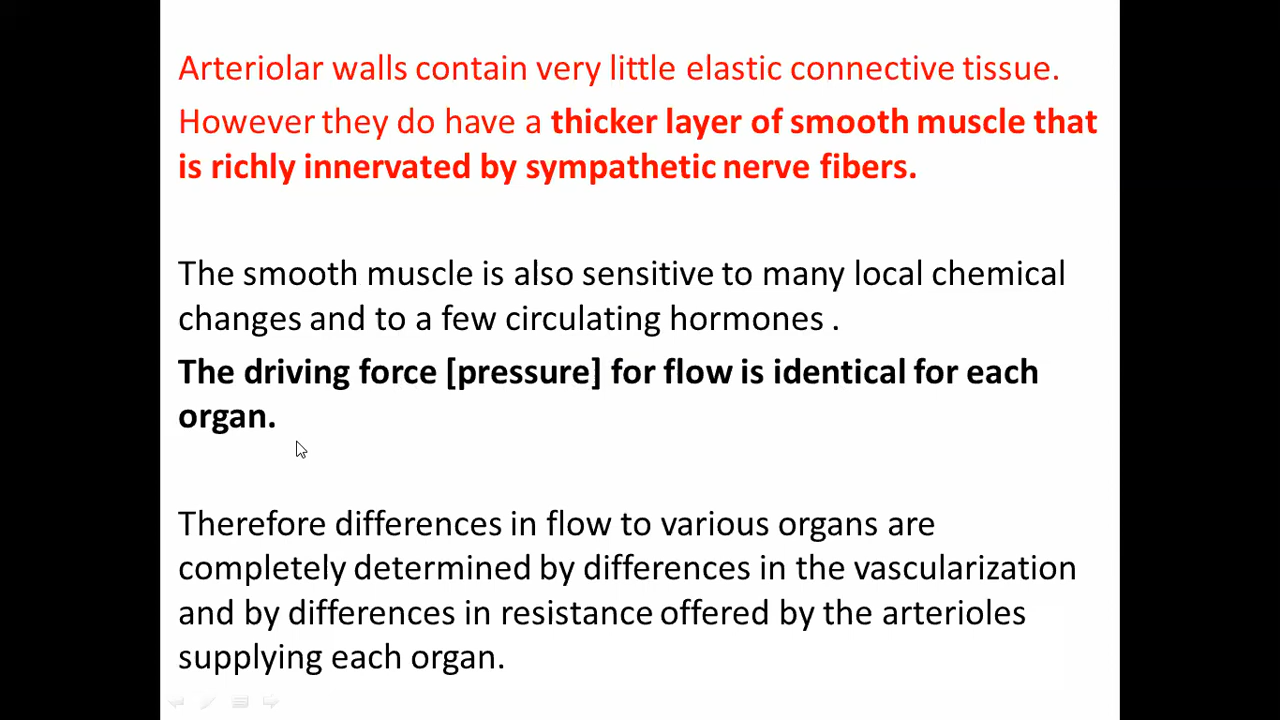 Arteriolar walls contain very little elastic connective tissue.
However they do have a thicker layer of smooth muscle that
is richly innervated by sympathetic nerve fibers.
The smooth muscle is also sensitive to many local chemical
changes and to a few circulating hormones .
The driving force [pressure] for flow is identical for each
organ.
Therefore differences in flow to various organs are
completely determined by differences in the vascularization
and by differences in resistance offered by the arterioles
supplying each organ.